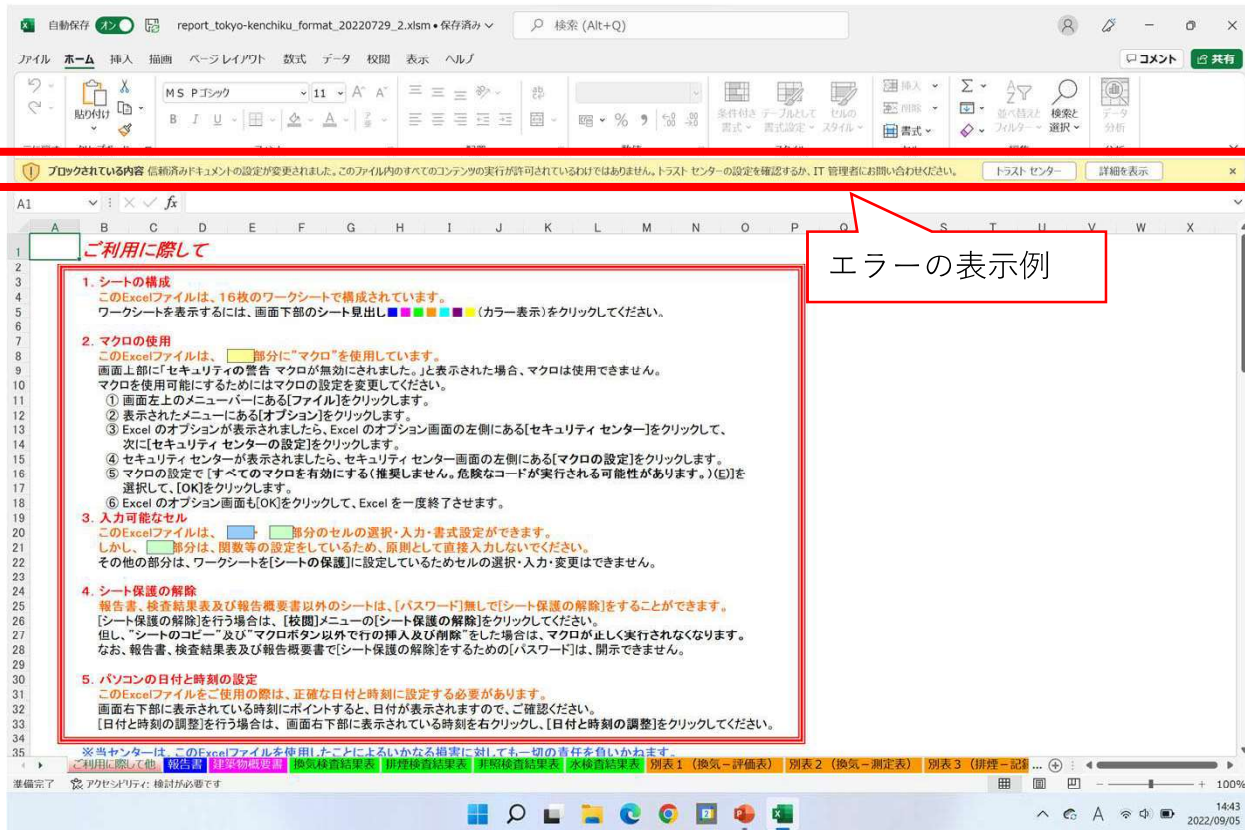 自動保存 オン report_tokyo-kenchiku_format_20220729_2.xlsm • 保存済み 検索 (Alt+Q)
ファイル ホーム 挿入 描画 ページ レイアウト 数式 データ 校閲 表示 ヘルプ コメント 共有
貼り付け MS Pゴシック 11 A A 条件付き 書式 テーブルとして 書式設定 セルの スタイル 挿入 削除 書式 並べ替えと フィルター 検索と 選択 データ 分析
B I U % 
ブロックされている内容 信頼済みドキュメントの設定が変更されました。このファイル内のすべてのコンテンツの実行が許可されているわけではありません。トラスト センターの設定を確認するか、IT 管理者にお問い合わせください。 トラスト センター 詳細を表示
A1 fx
A B C D E F G H I J K L M N O P Q S T U V W X
エラーの表示例
1 ご利用に際して
2
3 1. シートの構成
4 このExcelファイルは、16枚のワークシートで構成されています。
5 ワークシートを表示するには、画面下部のシート見出し (カラー表示)をクリックしてください。
6
7 2. マクロの使用
8 このExcelファイルは、 部分に"マクロ"を使用しています。
9 画面上部に「セキュリティの警告 マクロが無効にされました。」と表示された場合、マクロは使用できません。
10 マクロを使用可能にするためにはマクロの設定を変更してください。
11 ① 画面左上のメニューバーにある[ファイル]をクリックします。
12 ② 表示されたメニューにある[オプション]をクリックします。
13 ③ Excel のオプションが表示されましたら、Excel のオプション画面の左側にある[セキュリティ センター]をクリックして、
14 次に[セキュリティ センターの設定]をクリックします。
15 ④ セキュリティ センターが表示されましたら、セキュリティ センター画面の左側にある[マクロの設定]をクリックします。
16 ⑤ マクロの設定で [すべてのマクロを有効にする(推奨しません。危険なコードが実行される可能性があります。)(E)]を
17 選択して、[OK]をクリックします。
18 ⑥ Excel のオプション画面も[OK]をクリックして、Excel を一度終了させます。
19 3. 入力可能なセル
20 このExcelファイルは、 ・ 部分のセルの選択・入力・書式設定ができます。
21 しかし、 部分は、関数等の設定をしているため、原則として直接入力しないでください。
22 その他の部分は、ワークシートを[シートの保護]に設定しているためセルの選択・入力・変更はできません。
23
24 4. シート保護の解除
25 報告書、検査結果表及び報告概要書以外のシートは、[パスワード]無しで[シート保護の解除]をすることができます。
26 [シート保護の解除]を行う場合は、[校閲]メニューの[シート保護の解除]をクリックしてください。
27 但し、"シートのコピー"及び"マクロボタン以外で行の挿入及び削除"をした場合は、マクロが正しく実行されなくなります。
28 なお、報告書、検査結果表及び報告概要書で[シート保護の解除]をするための[パスワード]は、開示できません。
29
30 5. パソコンの日付と時刻の設定
31 このExcelファイルをご使用の際は、正確な日付と時刻に設定する必要があります。
32 画面右下部に表示されている時刻にポイントすると、日付が表示されますので、ご確認ください。
33 [日付と時刻の調整]を行う場合は、画面右下部に表示されている時刻を右クリックし、[日付と時刻の調整]をクリックしてください。
34
35 ※当センターは、このExcelファイルを使用したことによるいかなる損害に対しても一切の責任を負いかねます。
ご利用に際して他 報告書 建築物概要書 換気検査結果表 排煙検査結果表 非照検査結果表 水検査結果表 別表1(換気-評価表) 別表2(換気-測定表) 別表3(排煙-記録 ...
準備完了 アクセシビリティ: 検討が必要です 100%
A 14:43
2022/09/05